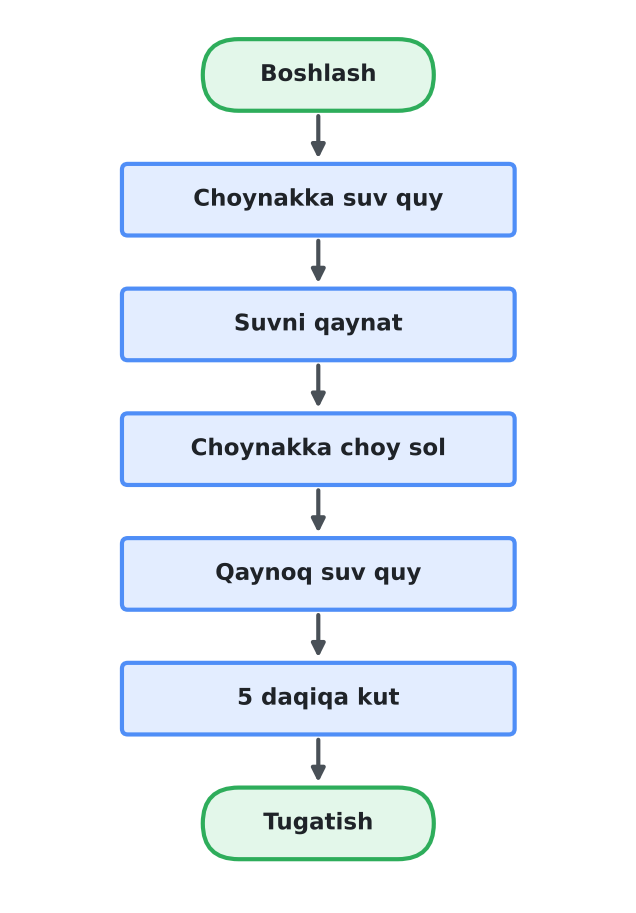 Boshlash
Choynakka suv quy
Suvni qaynat
Choynakka choy sol
Qaynoq suv quy
5 daqiqa kut
Tugatish